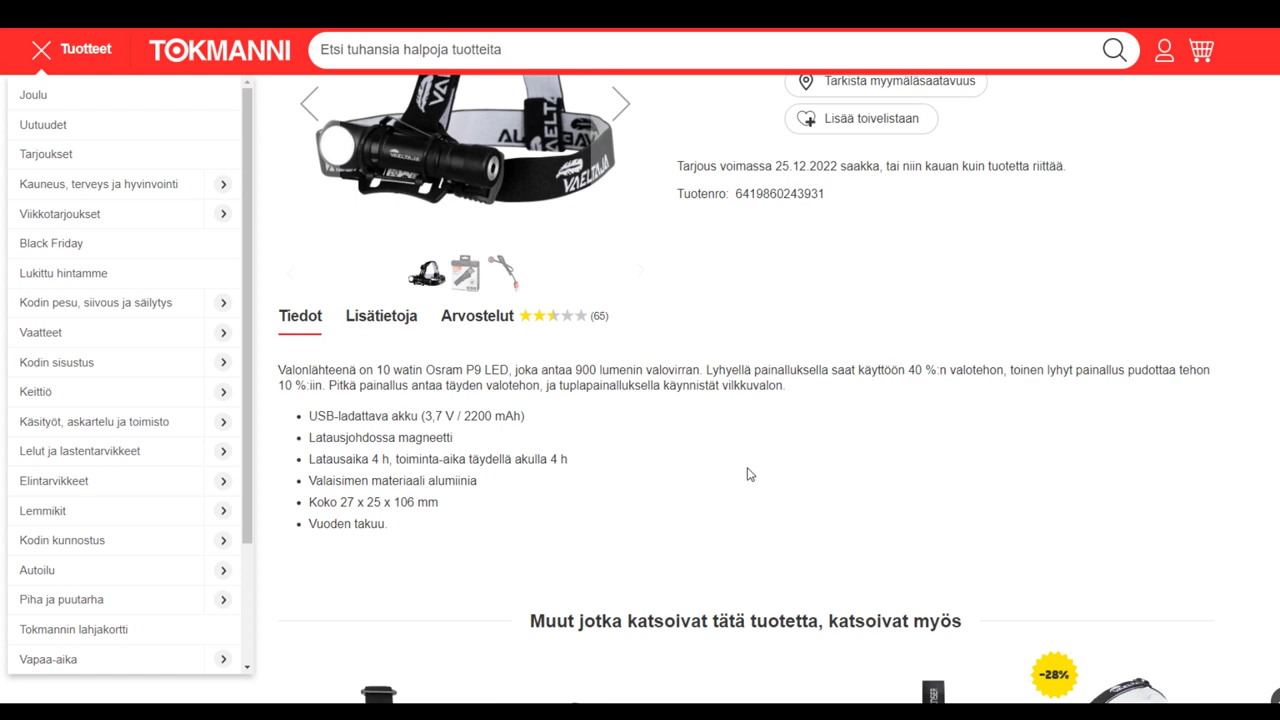 Tuotteet
TOKMANNI
Etsi tuhansia halpoja tuotteita
Joulu
Uutuudet
Tarjoukset
Kauneus, terveys ja hyvinvointi
Viikkotarjoukset
Black Friday
Lukittu hintamme
Kodin pesu, siivous ja säilytys
Vaatteet
Kodin sisustus
Keittiö
Käsityöt, askartelu ja toimisto
Lelut ja lastentarvikkeet
Elintarvikkeet
Lemmikit
Kodin kunnostus
Autoilu
Piha ja puutarha
Tokmannin lahjakortti
Vapaa-aika
VAELTAJA
VAELTAJA
Tarkista myymäläsaatavuus
Lisää toivelistaan
Tarjous voimassa 25.12.2022 saakka, tai niin kauan kuin tuotetta riittää.
Tuotenro: 6419860243931
Tiedot
Lisätietoja
Arvostelut (65)
Valonlähteenä on 10 watin Osram P9 LED, joka antaa 900 lumenin valovirran. Lyhyellä painalluksella saat käyttöön 40 %:n valotehon, toinen lyhyt painallus pudottaa tehon
10 %:iin. Pitkä painallus antaa täyden valotehon, ja tuplapainalluksella käynnistät vilkkuvalon.
• USB-ladattava akku (3,7 V / 2200 mAh)
• Latausjohdossa magneetti
• Latausaika 4 h, toiminta-aika täydellä akulla 4 h
• Valaisimen materiaali alumiinia
• Koko 27 x 25 x 106 mm
• Vuoden takuu.
Muut jotka katsoivat tätä tuotetta, katsoivat myös
-28%